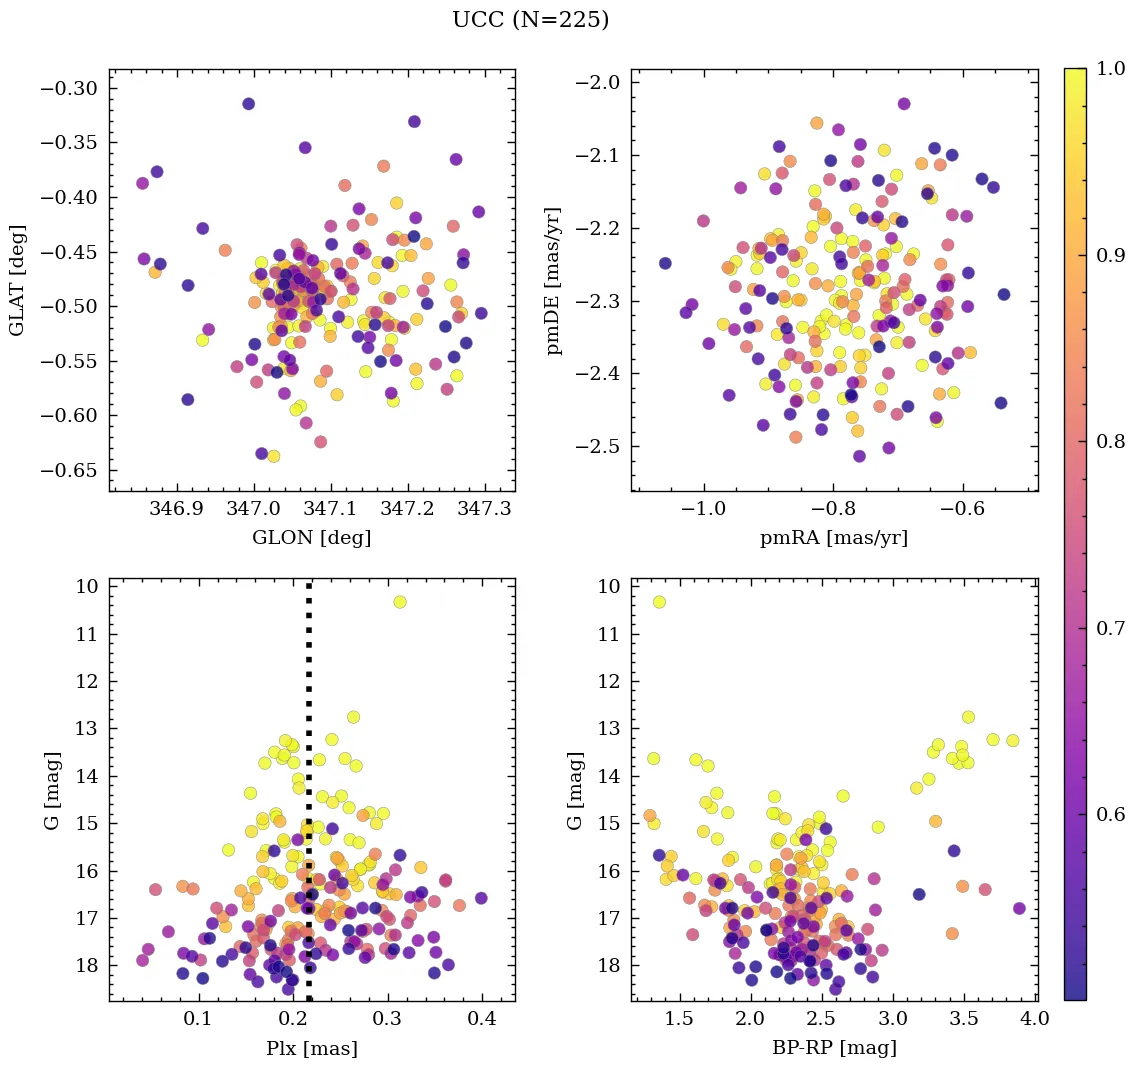 UCC (N=225)
−0.30
−0.35
−0.40
−0.45
−0.50
−0.55
−0.60
−0.65
GLAT [deg]
346.9 347.0 347.1 347.2 347.3
GLON [deg]
−2.0
−2.1
−2.2
−2.3
−2.4
−2.5
pmDE [mas/yr]
−1.0 −0.8 −0.6
pmRA [mas/yr]
10
11
12
13
14
15
16
17
18
G [mag]
0.1 0.2 0.3 0.4
Plx [mas]
10
11
12
13
14
15
16
17
18
G [mag]
1.5 2.0 2.5 3.0 3.5 4.0
BP-RP [mag]
1.0
0.9
0.8
0.7
0.6